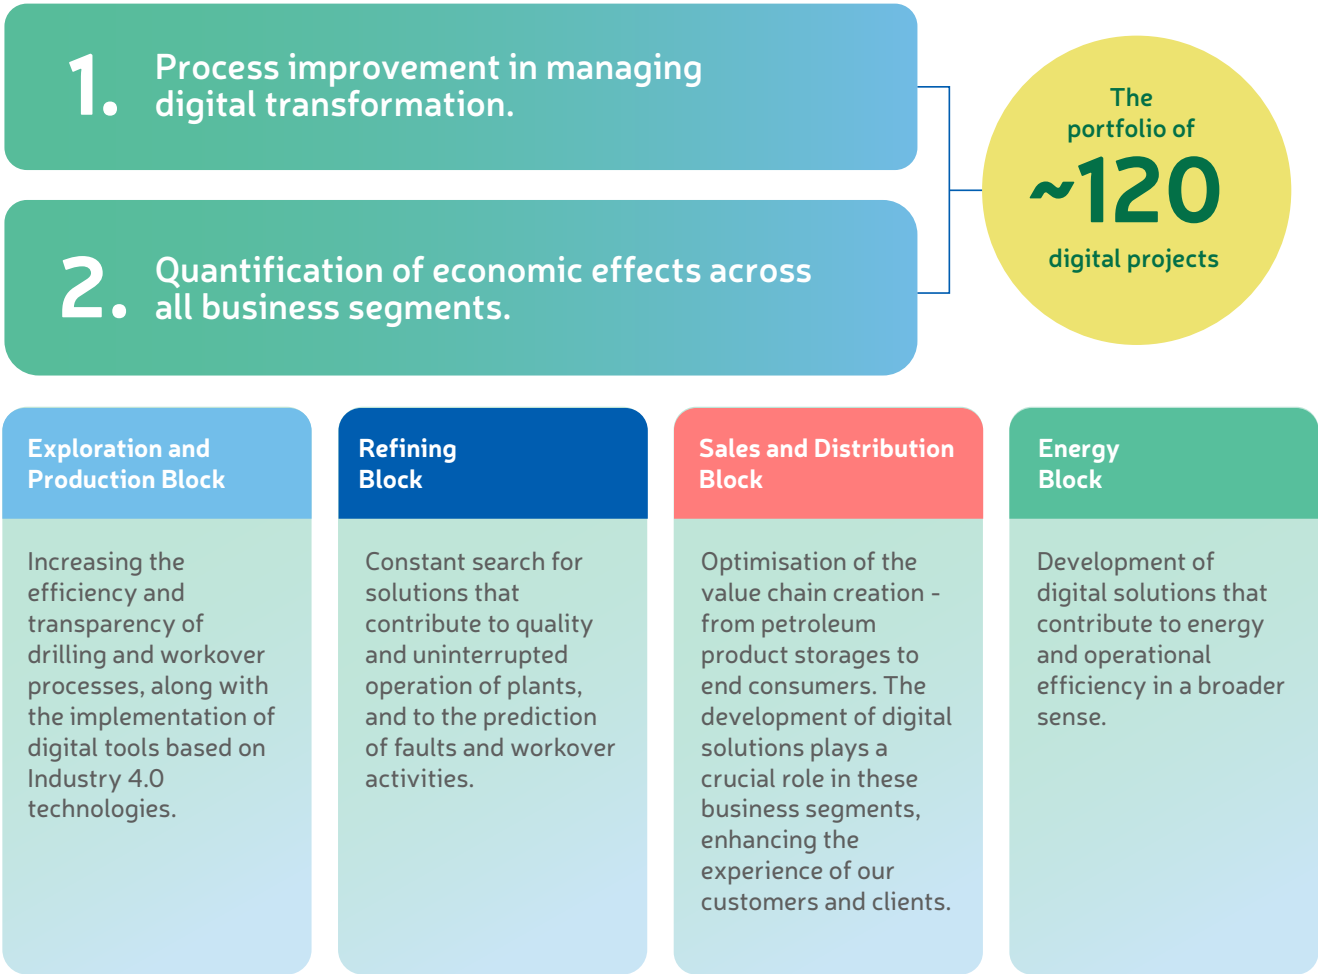 1.
Process improvement in managing
digital transformation.
The
portfolio of
~120
digital projects
2.
Quantification of economic effects across
all business segments.
Exploration and
Production Block
Increasing the
efficiency and
transparency of
drilling and workover
processes, along with
the implementation of
digital tools based on
Industry 4.0
technologies.
Refining
Block
Constant search for
solutions that
contribute to quality
and uninterrupted
operation of plants,
and to the prediction
of faults and workover
activities.
Sales and Distribution
Block
Optimisation of the
value chain creation -
from petroleum
product storages to
end consumers. The
development of digital
solutions plays a
crucial role in these
business segments,
enhancing the
experience of our
customers and clients.
Energy
Block
Development of
digital solutions that
contribute to energy
and operational
efficiency in a broader
sense.